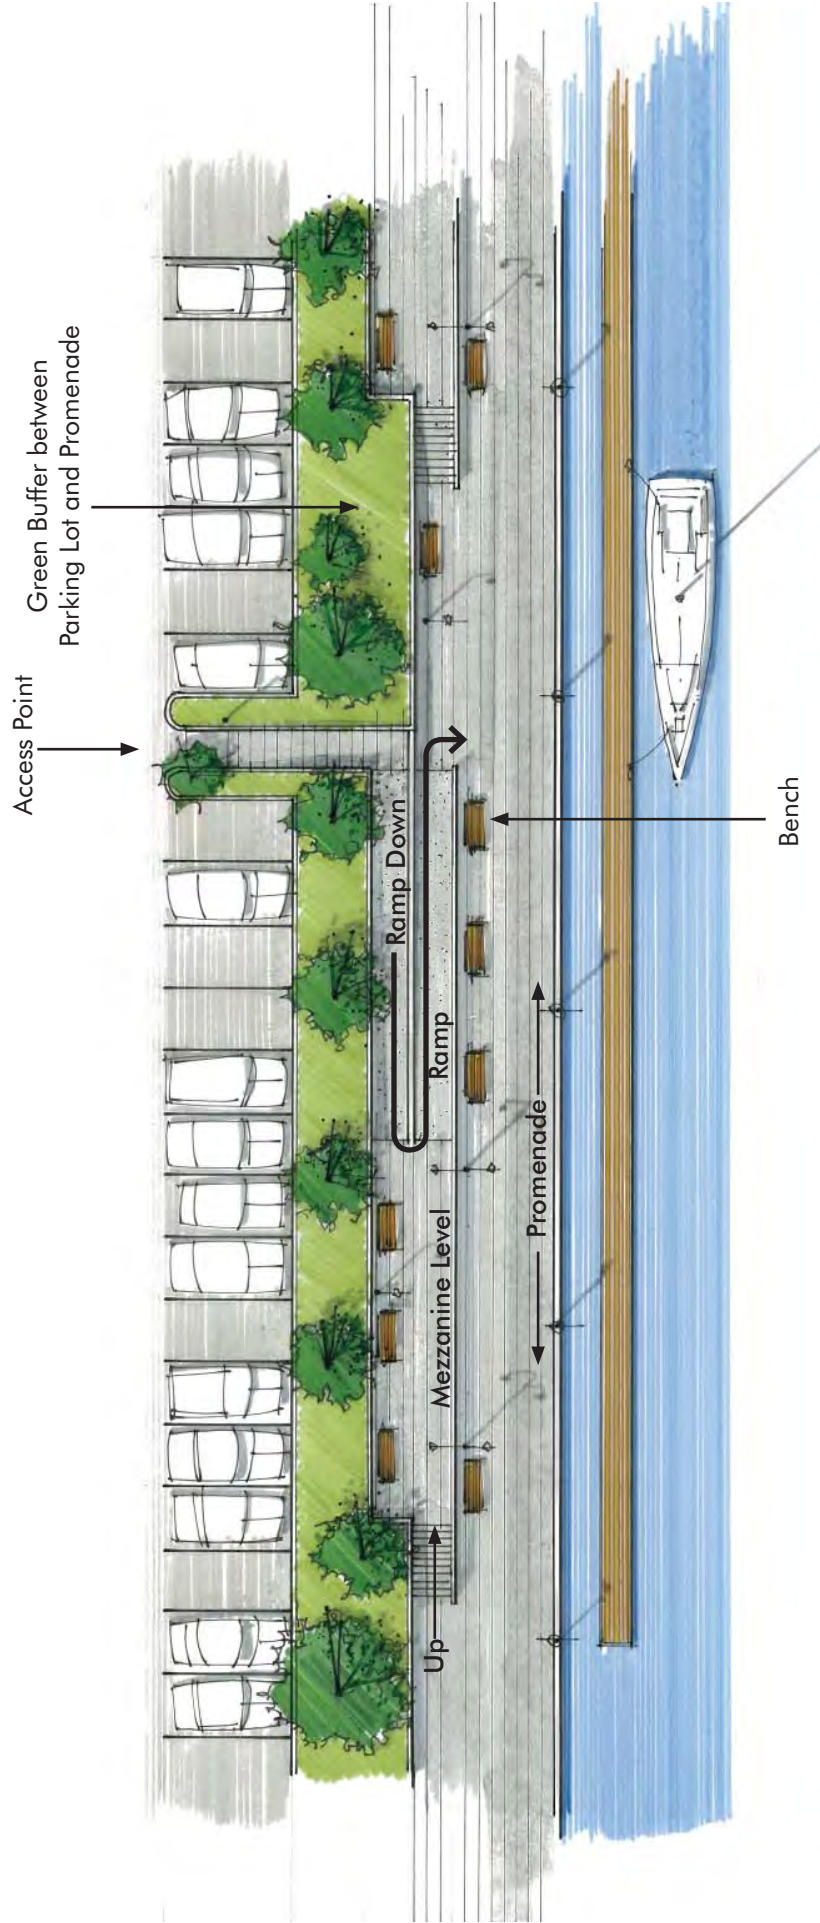 Access Point
Green Buffer between
Parking Lot and Promenade
Up
Mezzanine Level
Ramp Down
Ramp
Promenade
Bench